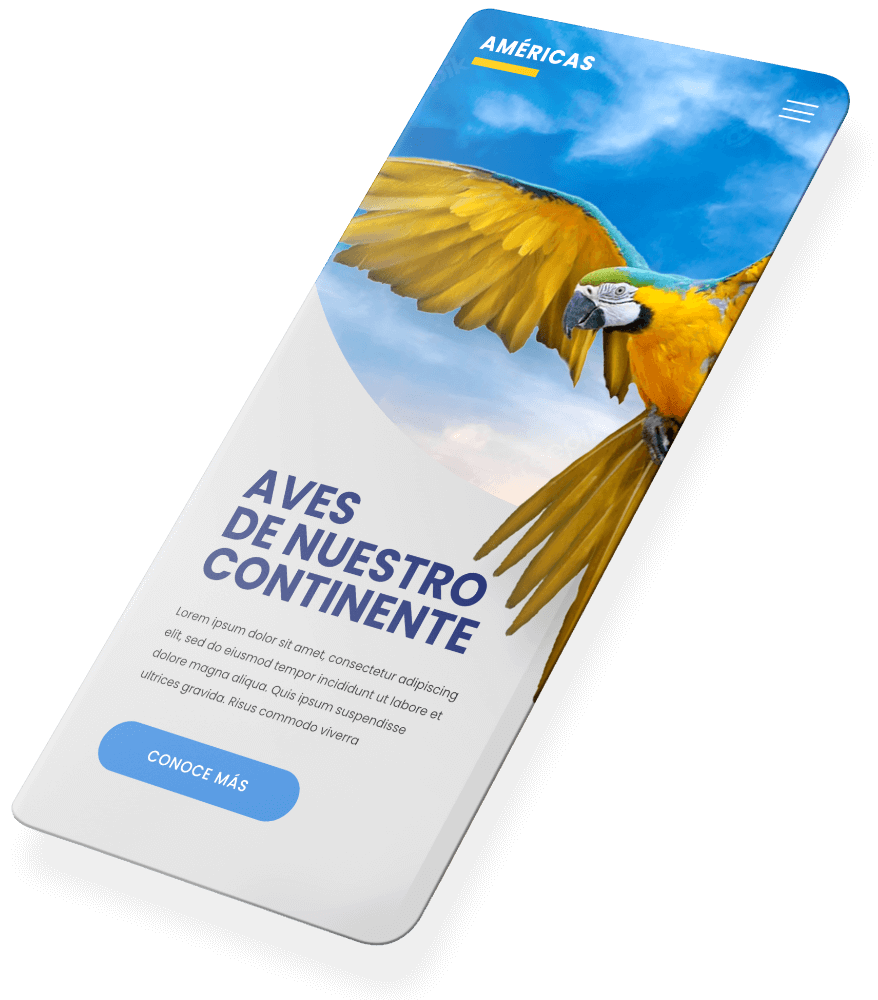 AMÉRICAS
AVES
DE NUESTRO
CONTINENTE
Lorem ipsum dolor sit amet, consectetur adipiscing
elit, sed do eiusmod tempor incididunt ut labore et
dolore magna aliqua. Quis ipsum suspendisse
ultrices gravida. Risus commodo viverra
CONOCE MÁS